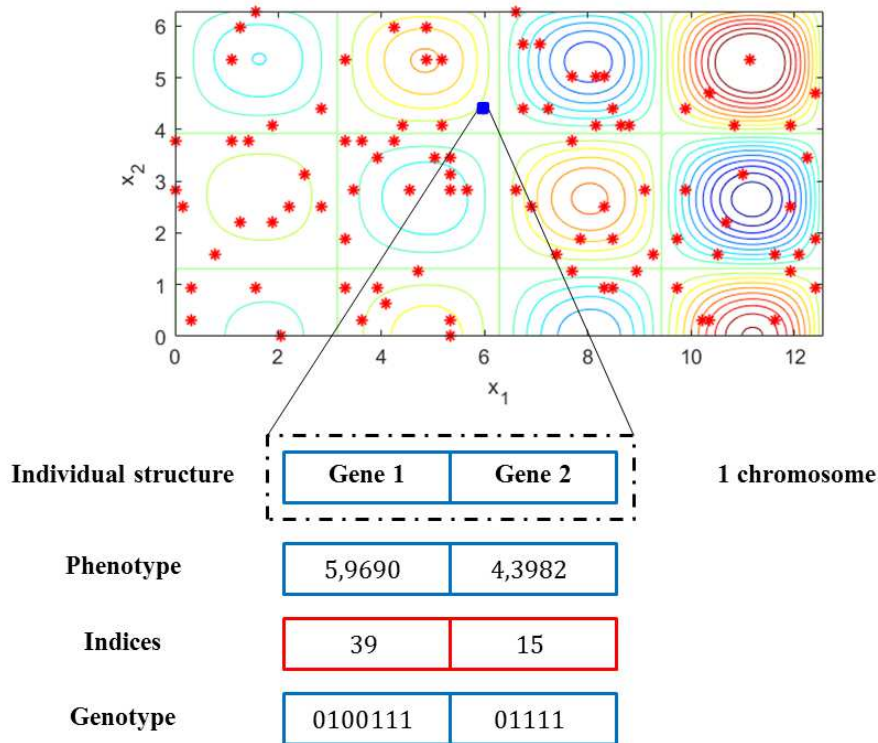 6
5
4
3
2
1
0
x2
0 2 4 6 8 10 12
x1
Individual structure Gene 1 Gene 2 1 chromosome
Phenotype 5,9690 4,3982
Indices 39 15
Genotype 0100111 01111